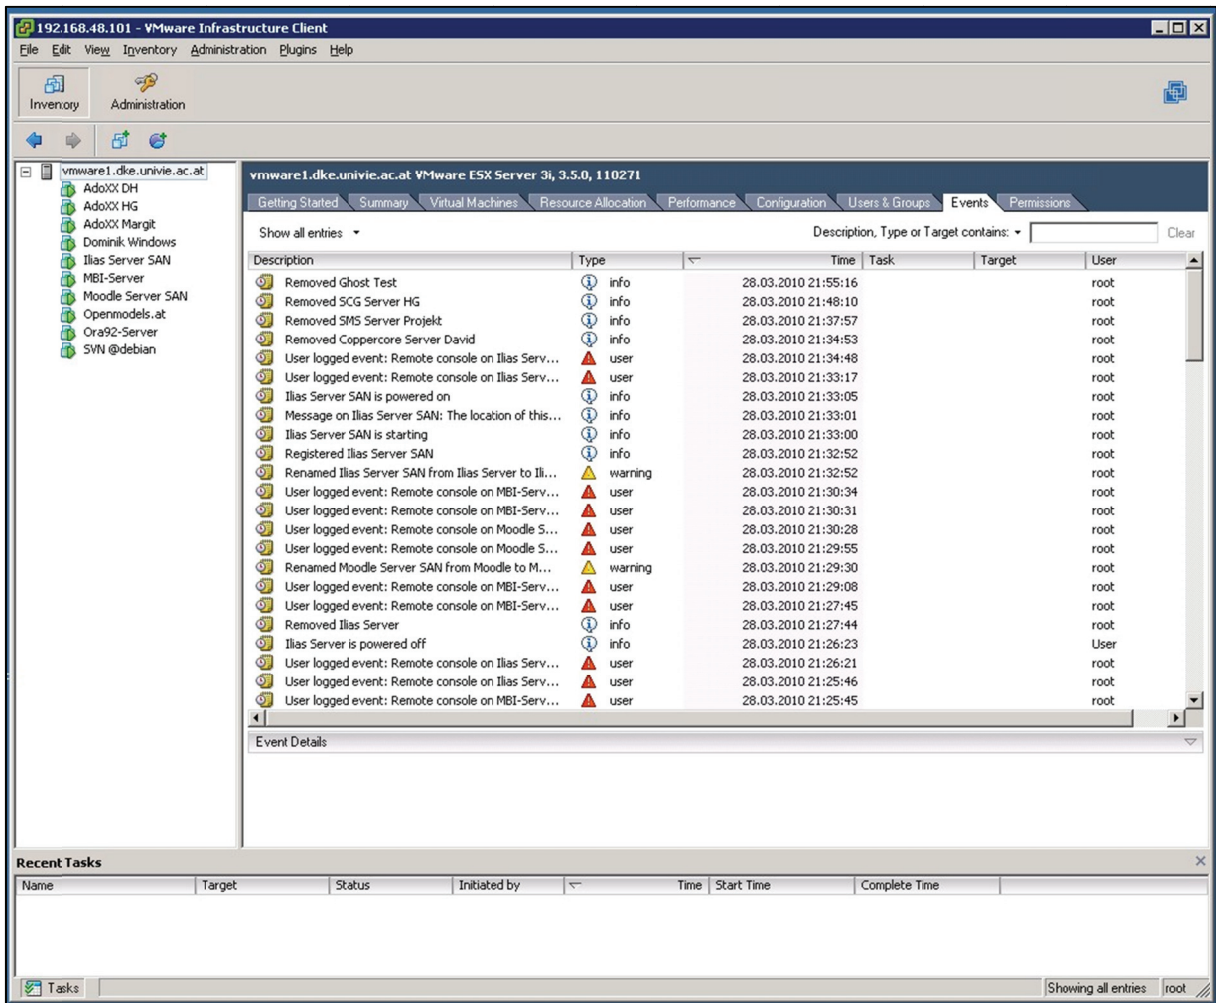 192.168.48.101 - VMware Infrastructure Client
File Edit View Inventory Administration Plugins Help
Inventory Administration
vmware1.dke.univie.ac.at
AdoXX DH
AdoXX HG
AdoXX Margit
Dominik Windows
Ilias Server SAN
MBI-Server
Moodle Server SAN
Openmodels.at
Ora92-Server
SVN @debian
vmware1.dke.univie.ac.at VMware ESX Server 3i, 3.5.0, 110271
Getting Started Summary Virtual Machines Resource Allocation Performance Configuration Users & Groups Events Permissions
Show all entries Description, Type or Target contains: Clear
Description Type Time Task Target User
Removed Ghost Test info 28.03.2010 21:55:16 root
Removed SCG Server HG info 28.03.2010 21:48:10 root
Removed SMS Server Projekt info 28.03.2010 21:37:57 root
Removed Coppercore Server David info 28.03.2010 21:34:53 root
User logged event: Remote console on Ilias Serv... user 28.03.2010 21:34:48 root
User logged event: Remote console on Ilias Serv... user 28.03.2010 21:33:17 root
Ilias Server SAN is powered on info 28.03.2010 21:33:05 root
Message on Ilias Server SAN: The location of this... info 28.03.2010 21:33:01 root
Ilias Server SAN is starting info 28.03.2010 21:33:00 root
Registered Ilias Server SAN info 28.03.2010 21:32:52 root
Renamed Ilias Server SAN from Ilias Server to Ili... warning 28.03.2010 21:32:52 root
User logged event: Remote console on MBI-Serv... user 28.03.2010 21:30:34 root
User logged event: Remote console on MBI-Serv... user 28.03.2010 21:30:31 root
User logged event: Remote console on Moodle S... user 28.03.2010 21:30:28 root
User logged event: Remote console on Moodle S... user 28.03.2010 21:29:55 root
Renamed Moodle Server SAN from Moodle to M... warning 28.03.2010 21:29:30 root
User logged event: Remote console on MBI-Serv... user 28.03.2010 21:29:08 root
User logged event: Remote console on MBI-Serv... user 28.03.2010 21:27:45 root
Removed Ilias Server info 28.03.2010 21:27:44 root
Ilias Server is powered off info 28.03.2010 21:26:23 User
User logged event: Remote console on Ilias Serv... user 28.03.2010 21:26:21 root
User logged event: Remote console on Ilias Serv... user 28.03.2010 21:25:46 root
User logged event: Remote console on MBI-Serv... user 28.03.2010 21:25:45 root
Event Details
Recent Tasks
Name Target Status Initiated by Time Start Time Complete Time
Tasks Showing all entries root